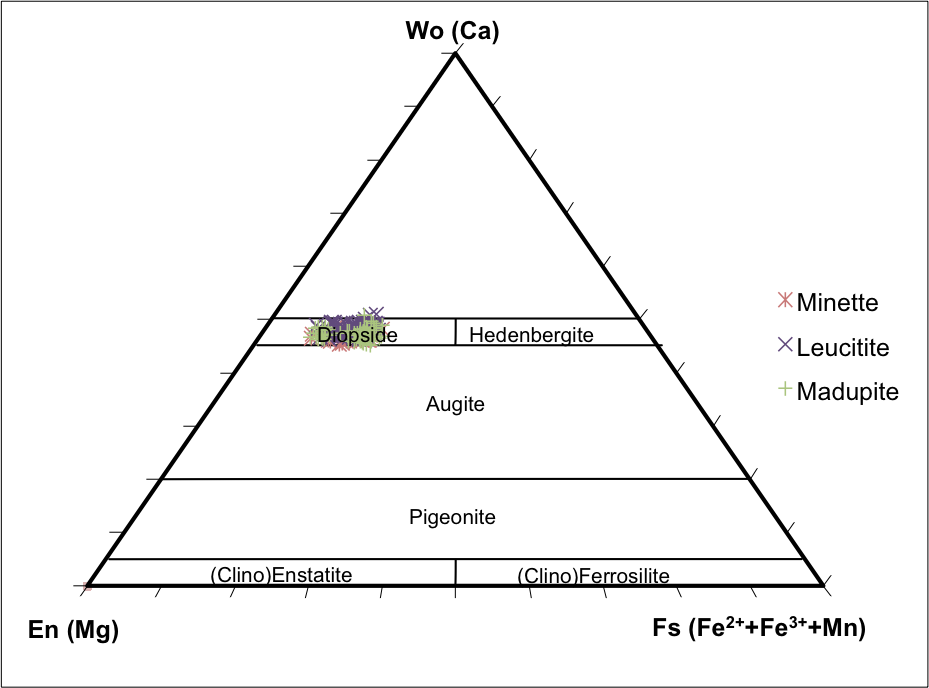 Wo (Ca)
Minette
Diopside
Hedenbergite
Leucitite
Madupite
Augite
Pigeonite
(Clino)Enstatite
(Clino)Ferrosilite
En (Mg)
Fs (Fe²⁺+Fe³⁺+Mn)